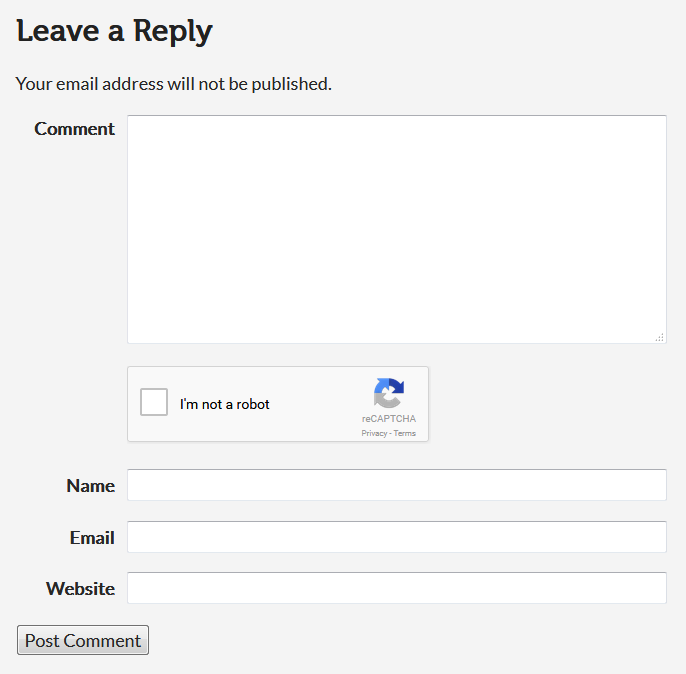 Leave a Reply
Your email address will not be published.
Comment
I'm not a robot
reCAPTCHA
Privacy - Terms
Name
Email
Website
Post Comment